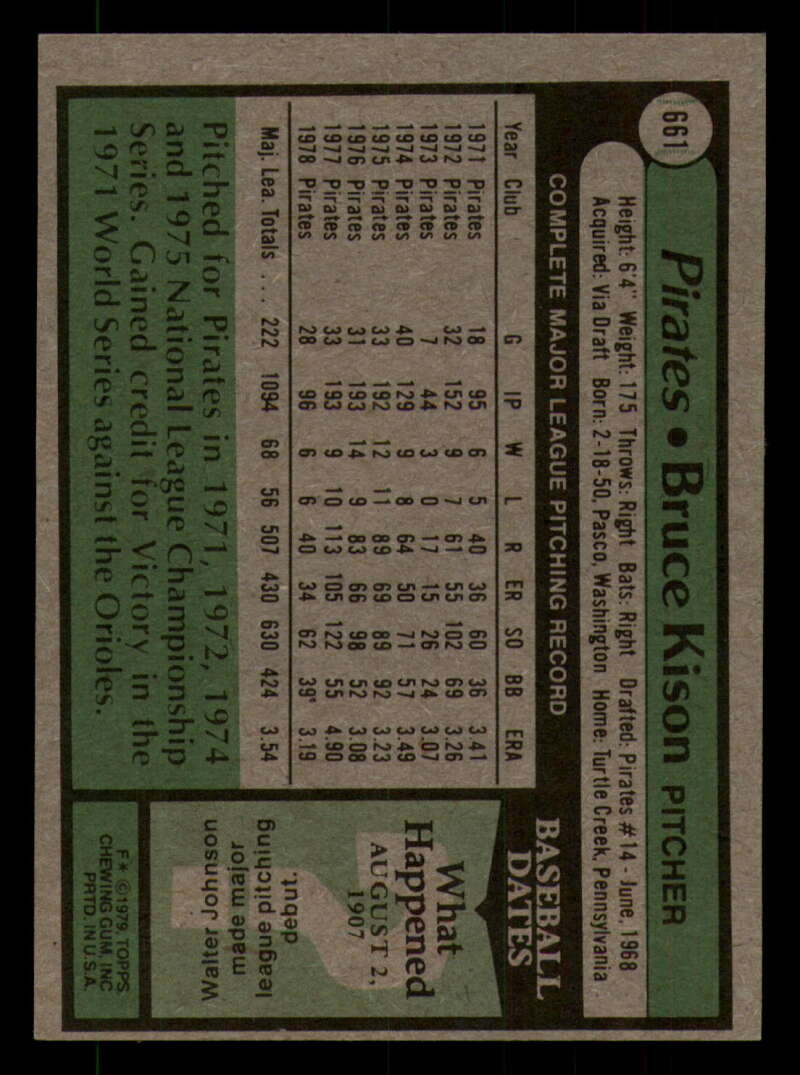 661
Pirates • Bruce Kison PITCHER
Height: 6'4" Weight: 175 Throws: Right Bats: Right Drafted: Pirates #14 - June, 1968
Acquired: Via Draft Born: 2-18-50, Pasco, Washington Home: Turtle Creek, Pennsylvania
COMPLETE MAJOR LEAGUE PITCHING RECORD
Year Club G IP W L R ER SO BB ERA
1971 Pirates 18 95 6 5 40 36 60 36 3.41
1972 Pirates 32 152 9 7 61 55 102 69 3.26
1973 Pirates 7 44 3 0 17 15 26 24 3.07
1974 Pirates 40 129 9 8 64 50 71 57 3.49
1975 Pirates 33 192 12 11 89 69 89 92 3.23
1976 Pirates 31 193 14 9 83 66 98 52 3.08
1977 Pirates 33 193 9 10 113 105 122 55 4.90
1978 Pirates 28 96 6 6 40 34 62 39 3.19
Maj. Lea. Totals . . . 222 1094 68 56 507 430 630 424 3.54
Pitched for Pirates in 1971, 1972, 1974
and 1975 National League Championship
Series. Gained credit for Victory in the
1971 World Series against the Orioles.
BASEBALL
DATES
What
Happened
AUGUST 2,
1907
Walter Johnson
made major
league pitching
debut.
F* © 1979, TOPPS
CHEWING GUM, INC
PRTD. IN U.S.A.